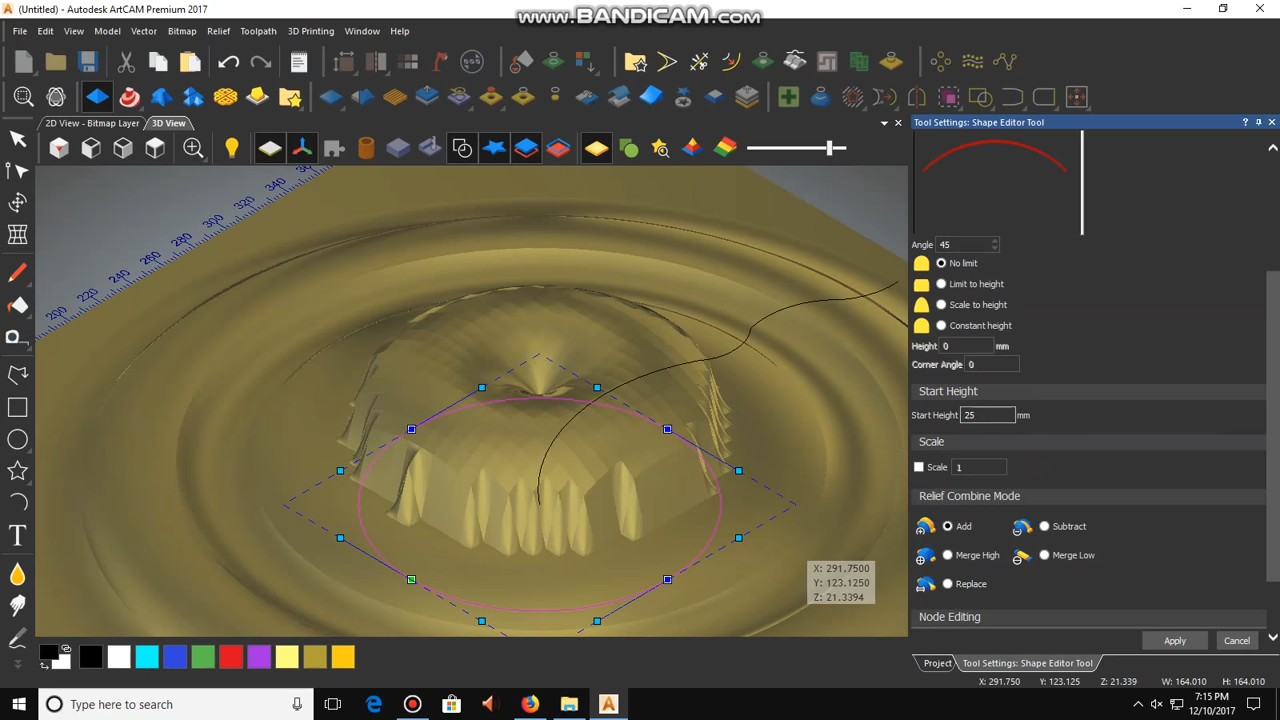 (Untitled) - Autodesk ArtCAM Premium 2017
www.BANDICAM.com
File Edit View Model Vector Bitmap Relief Toolpath 3D Printing Window Help
2D View - Bitmap Layer 3D View
Tool Settings: Shape Editor Tool
200 220 240 260 280 300 320 340
Angle 45
No limit
Limit to height
Scale to height
Constant height
Height 0 mm
Corner Angle 0
Start Height
Start Height 25 mm
Scale
Scale 1
Relief Combine Mode
Add Subtract
Merge High Merge Low
Replace
Node Editing
X: 291.7500
Y: 123.1250
Z: 21.3394
Apply Cancel
Project Tool Settings: Shape Editor Tool
X: 291.750 Y: 123.125 Z: 21.339 W: 164.010 H: 164.010
Type here to search
7:15 PM
12/10/2017